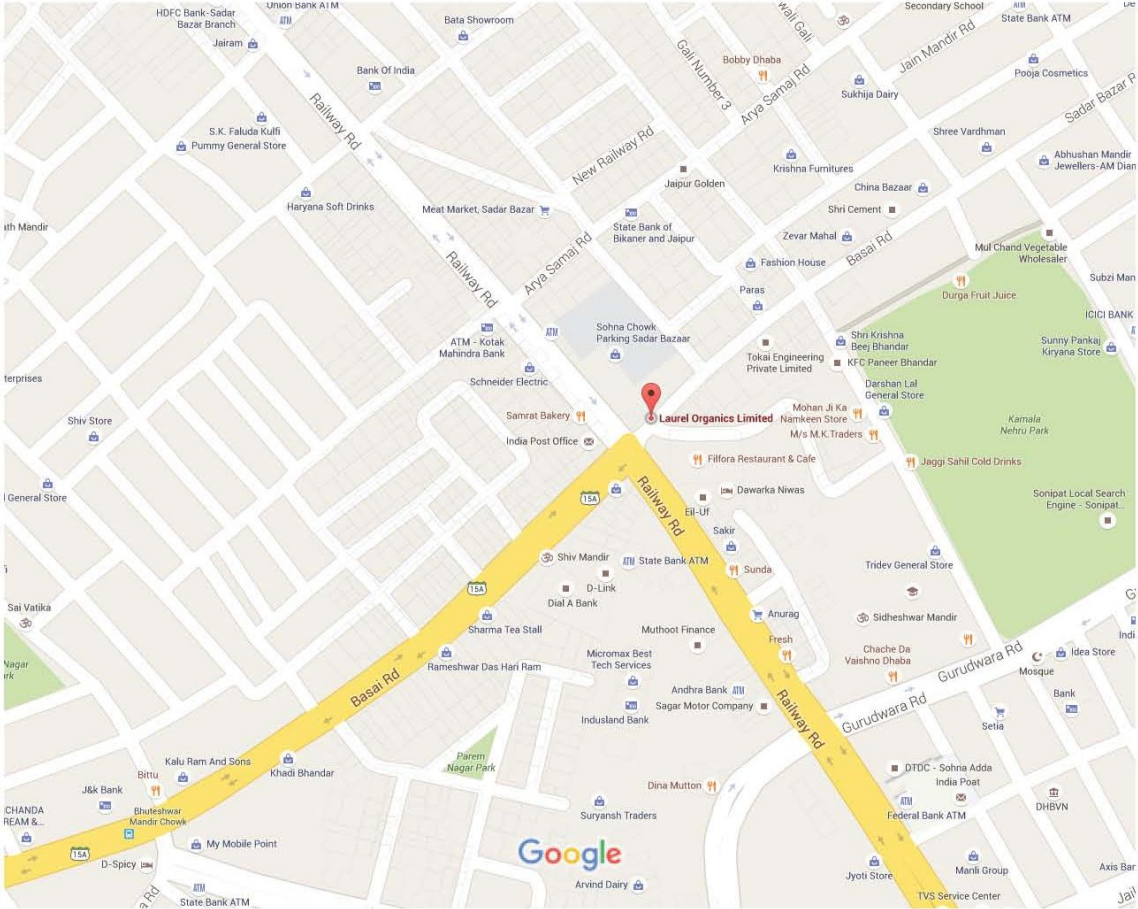 HDFC Bank-Sadar
Bazar Branch
Union Bank ATM
ATM
Bata Showroom
Secondary School
State Bank ATM
Jairam
Bank Of India
Gali Number 3
Bobby Dhaba
Jain Mandir Rd
Pooja Cosmetics
Arya Samaj Rd
Sukhija Dairy
Sadar Bazar R
Railway Rd
S.K. Faluda Kulfi
Pummy General Store
New Railway Rd
Shree Vardhman
Krishna Furnitures
Abhushan Mandir
Jewellers-AM Dian
Jaipur Golden
China Bazaar
Haryana Soft Drinks
Meat Market, Sadar Bazar
Shri Cement
State Bank of
Bikaner and Jaipur
ath Mandir
Zevar Mahal
Basai Rd
Mul Chand Vegetable
Wholesaler
Arya Samaj Rd
Railway Rd
Fashion House
Subzi Man
Paras
Durga Fruit Juice
ICICI BANK
ATM
Sohna Chowk
Parking Sadar Bazaar
ATM - Kotak
Mahindra Bank
Shri Krishna
Beej Bhandar
Sunny Pankaj
Kiryana Store
Tokai Engineering
Private Limited
KFC Paneer Bhandar
terprises
Schneider Electric
Darshan Lal
General Store
Laurel Organics Limited
Samrat Bakery
Mohan Ji Ka
Namkeen Store
Shiv Store
Kamala
Nehru Park
India Post Office
M/s M.K.Traders
Filfora Restaurant & Cafe
Jaggi Sahil Cold Drinks
Railway Rd
l General Store
15A
Dawarka Niwas
Sonipat Local Search
Engine - Sonipat...
Eil-Uf
Sakir
Shiv Mandir
ATM
State Bank ATM
Tridev General Store
Sunda
15A
D-Link
Dial A Bank
Sai Vatika
Anurag
Sidheshwar Mandir
Sharma Tea Stall
Muthoot Finance
Fresh
Idea Store
Indi
Micromax Best
Tech Services
Chache Da
Vaishno Dhaba
Gurudwara Rd
Mosque
Nagar
rk
Rameshwar Das Hari Ram
Basai Rd
Andhra Bank
ATM
Sagar Motor Company
Bank
Indusland Bank
Railway Rd
Gurudwara Rd
Setia
Parem
Nagar Park
Kalu Ram And Sons
Bittu
Khadi Bhandar
DTDC - Sohna Adda
India Poat
J&k Bank
Dina Mutton
ATM
DHBVN
CHANDA
REAM &...
Bhuteshwar
Mandir Chowk
Suryansh Traders
Federal Bank ATM
15A
My Mobile Point
Google
D-Spicy
Jyoti Store
Manli Group
Axis Bar
Arvind Dairy
ATM
State Bank ATM
a Rd
TVS Service Center
Jail